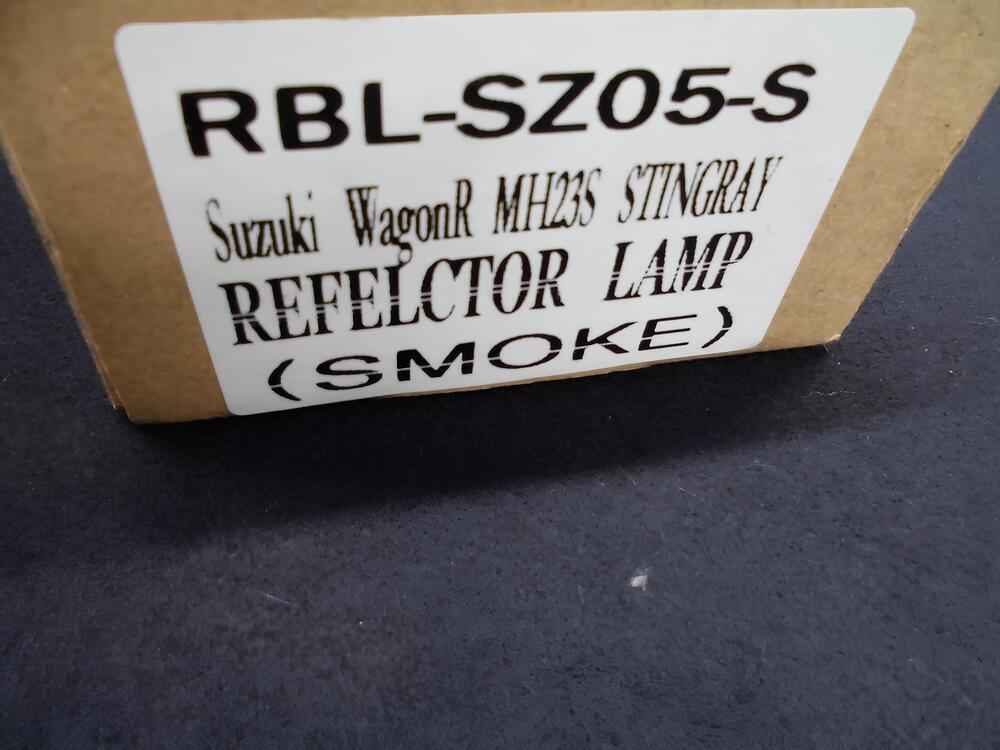 RBL-SZ05-S
Suzuki WagonR MH23S STINGRAY
REFELCTOR LAMP
(SMOKE)